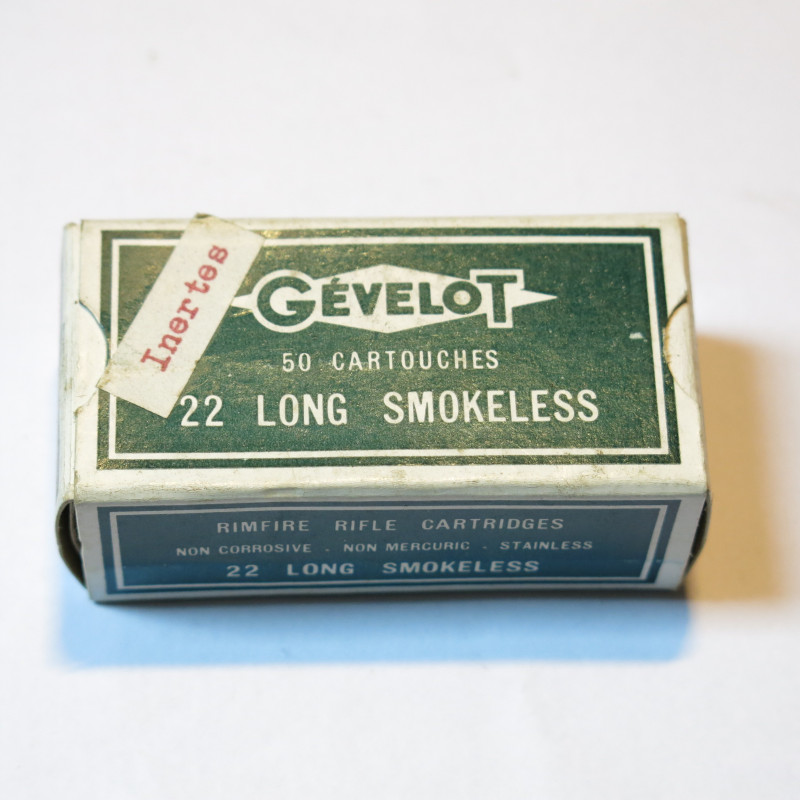 Inertes
GÉVELOT
50 CARTOUCHES
22 LONG SMOKELESS
RIMFIRE RIFLE CARTRIDGES
NON CORROSIVE . NON MERCURIC . STAINLESS
22 LONG SMOKELESS